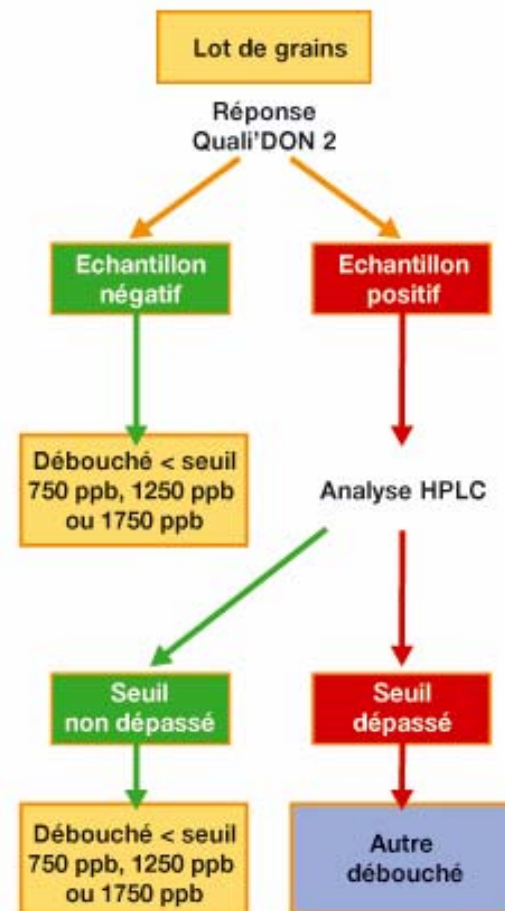 Lot de grains
Réponse
Quali'DON 2
Echantillon
négatif
Echantillon
positif
Débouché < seuil
750 ppb, 1250 ppb
ou 1750 ppb
Analyse HPLC
Seuil
non dépassé
Seuil
dépassé
Débouché < seuil
750 ppb, 1250 ppb
ou 1750 ppb
Autre
débouché